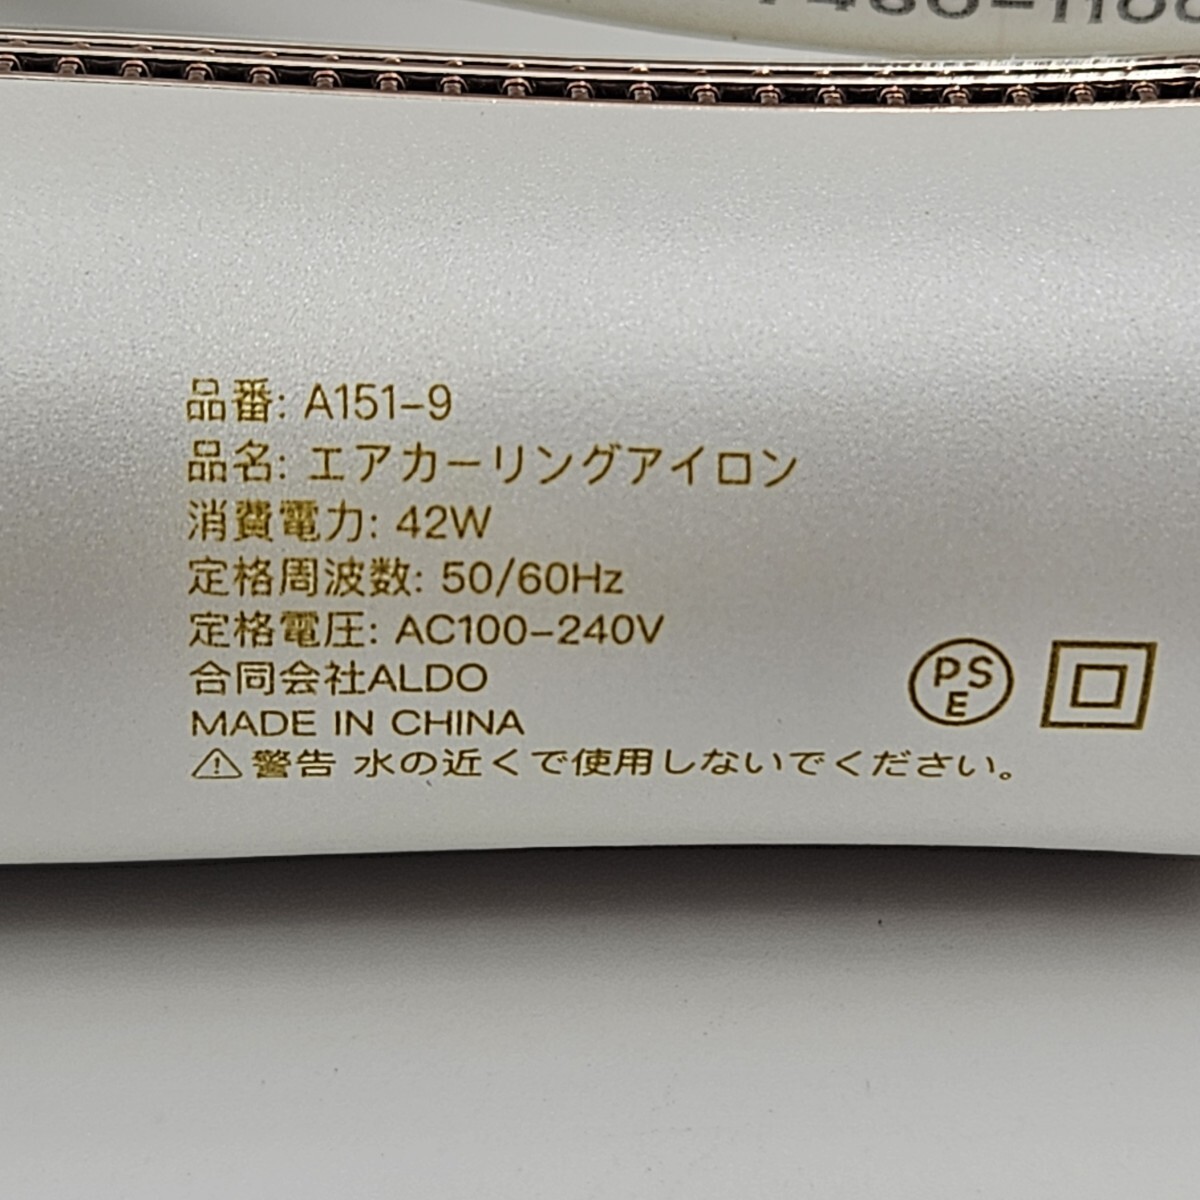 品番: A151-9
品名: エアカーリングアイロン
消費電力: 42W
定格周波数: 50/60Hz
定格電圧: AC100-240V
合同会社ALDO
MADE IN CHINA
⚠警告 水の近くで使用しないでください。
PSE